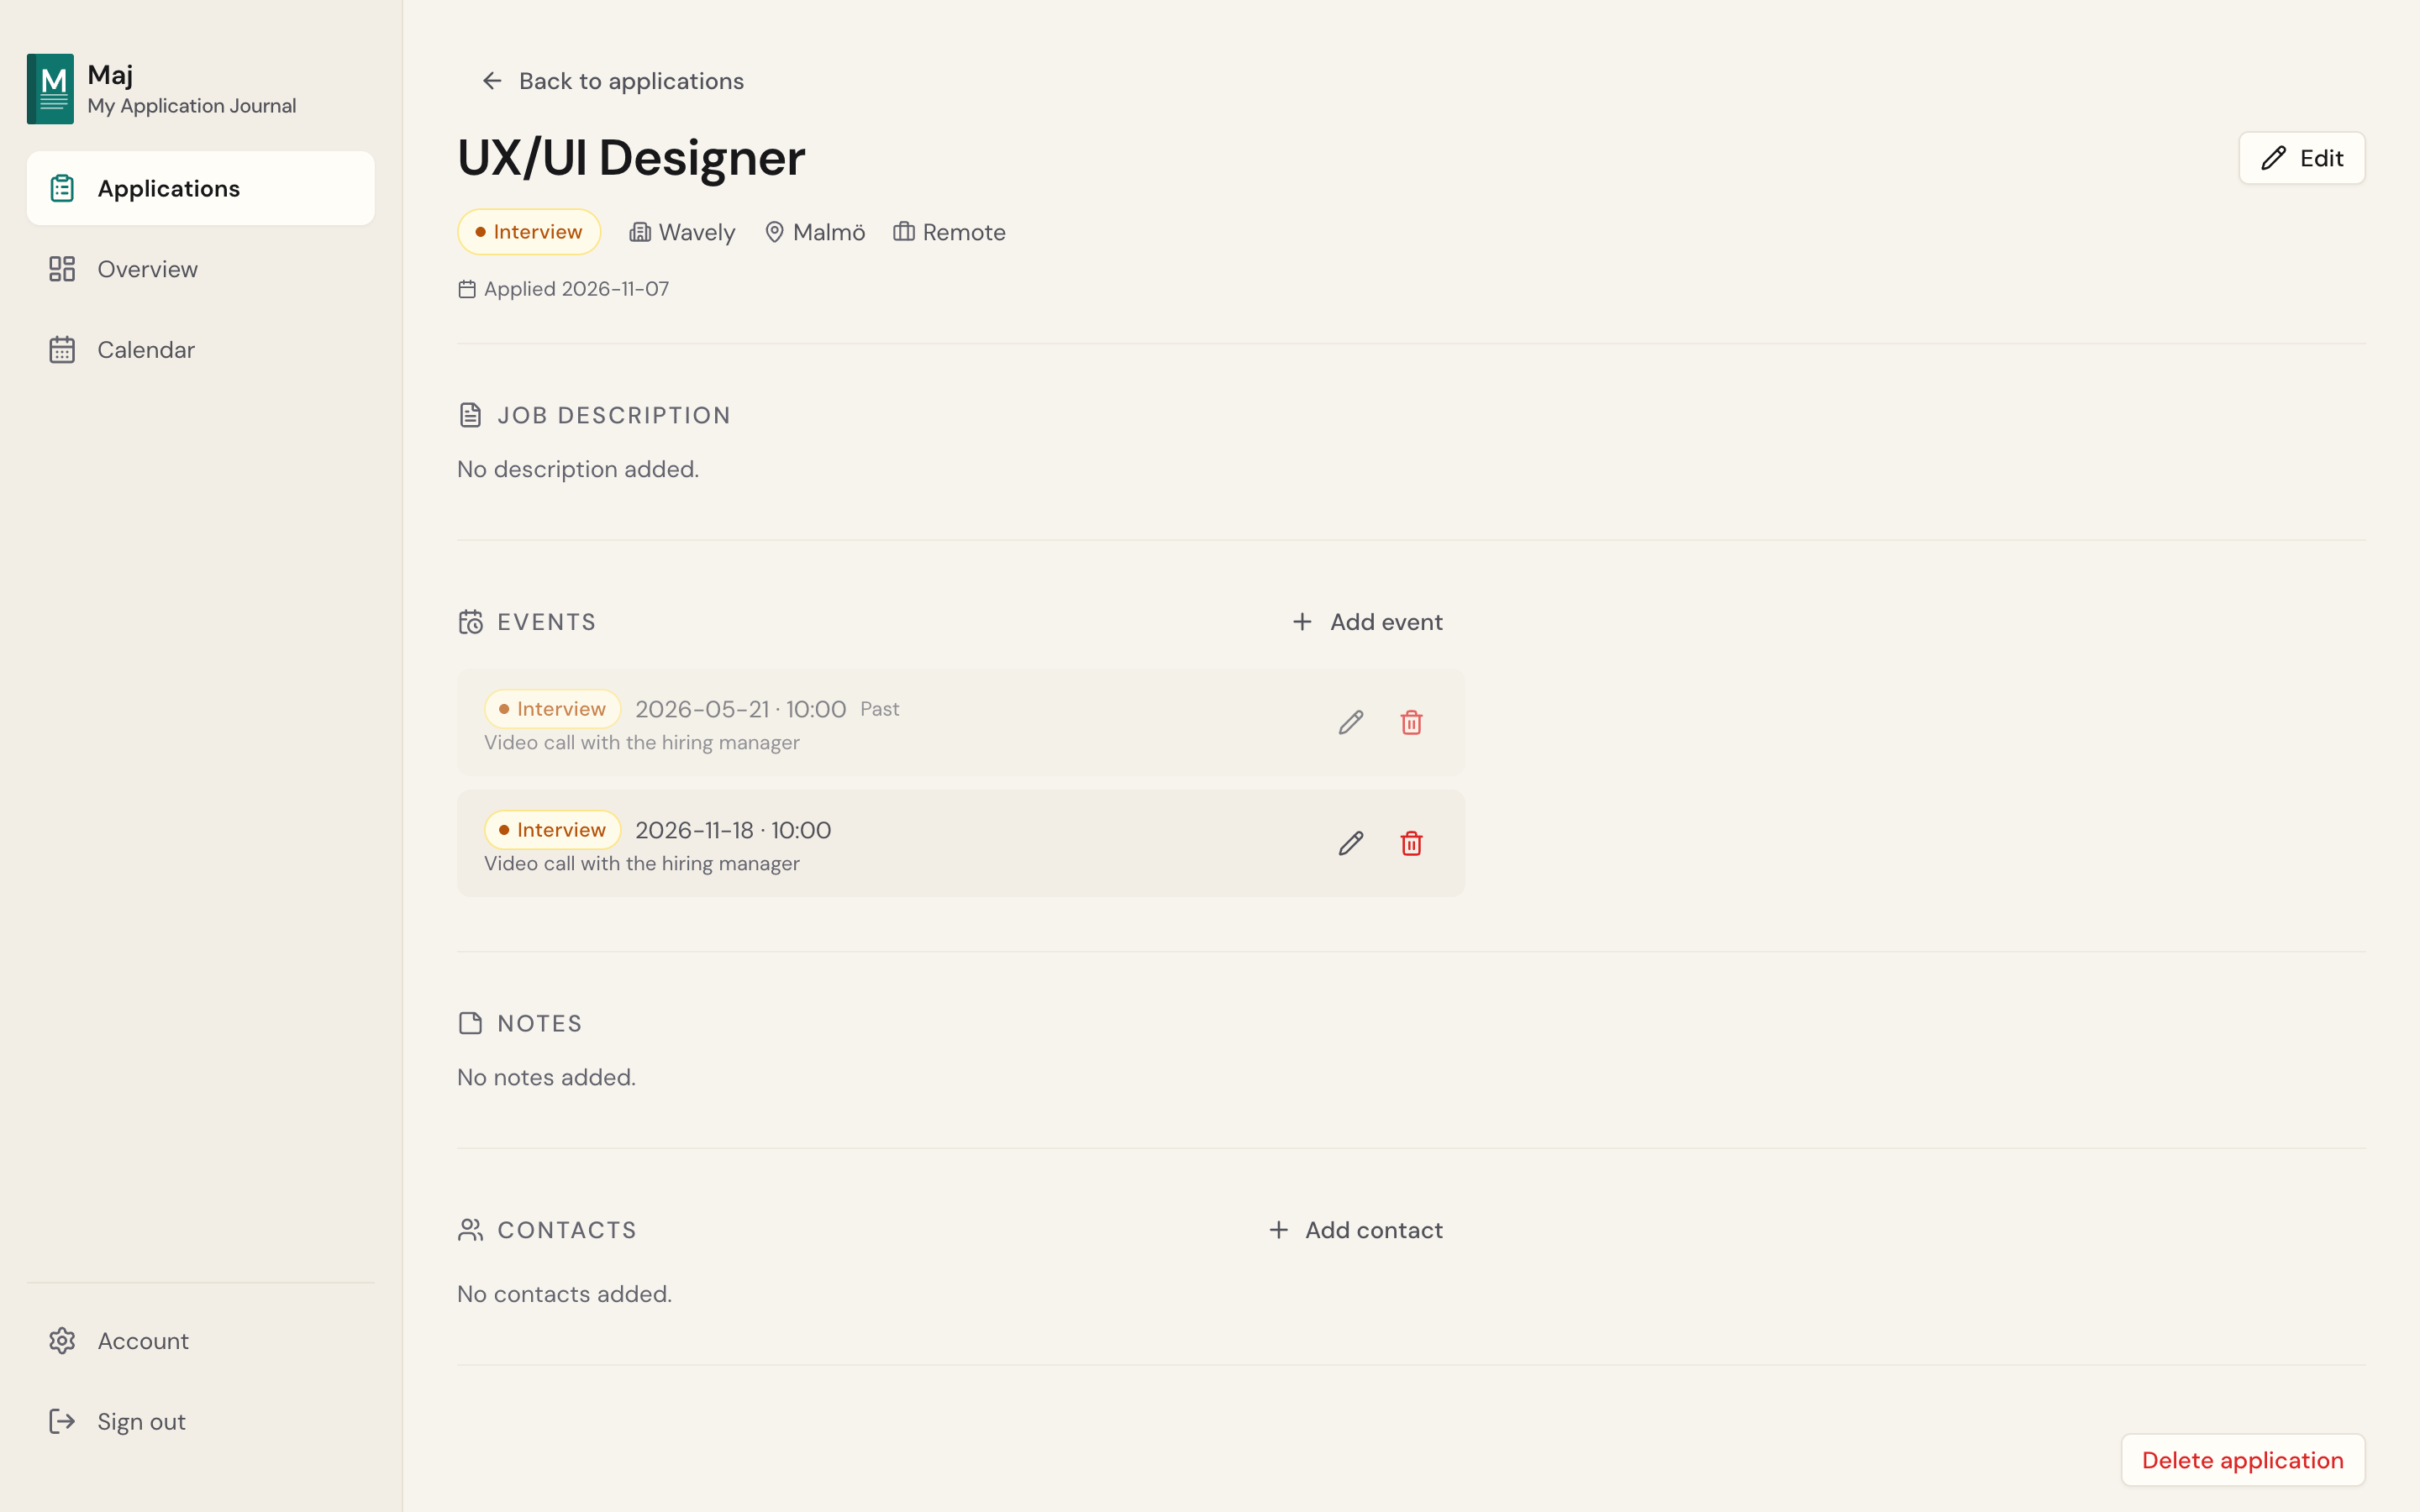 M
Maj
My Application Journal
Applications
Overview
Calendar
Account
Sign out
Back to applications
UX/UI Designer
Edit
Interview Wavely Malmö Remote
Applied 2026-11-07
JOB DESCRIPTION
No description added.
EVENTS
Add event
Interview 2026-05-21 · 10:00 Past
Video call with the hiring manager
Interview 2026-11-18 · 10:00
Video call with the hiring manager
NOTES
No notes added.
CONTACTS
Add contact
No contacts added.
Delete application